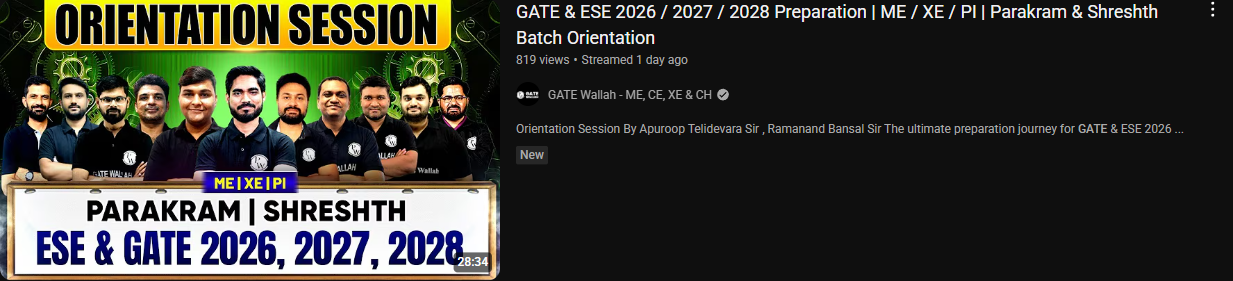 ORIENTATION SESSION
GATE WALLAH
WALLAH
WALLAH
Wallah
ME|XE|PI
PARAKRAM | SHRESHTH
ESE & GATE 2026, 2027, 2028
28:34
GATE & ESE 2026 / 2027 / 2028 Preparation | ME / XE / PI | Parakram & Shreshth
Batch Orientation
819 views • Streamed 1 day ago
GATE Wallah - ME, CE, XE & CH
Orientation Session By Apuroop Telidevara Sir , Ramanand Bansal Sir The ultimate preparation journey for GATE & ESE 2026 ...
New